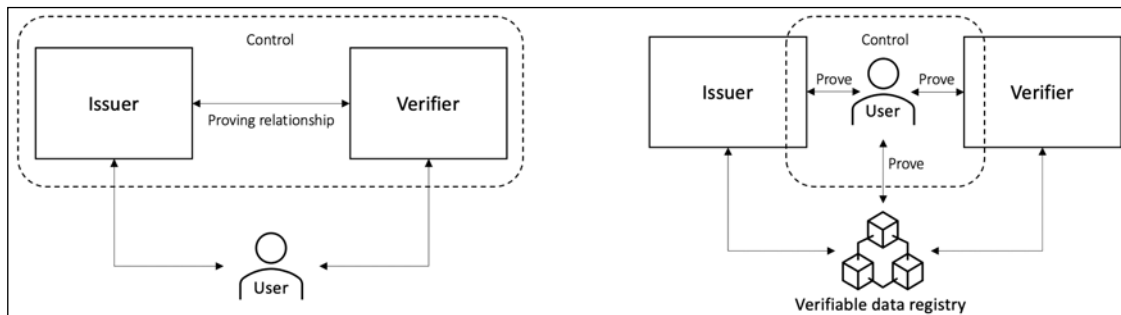 Control
Issuer
Verifier
Proving relationship
User
Control
Issuer
Prove
Prove
Verifier
User
Prove
Verifiable data registry